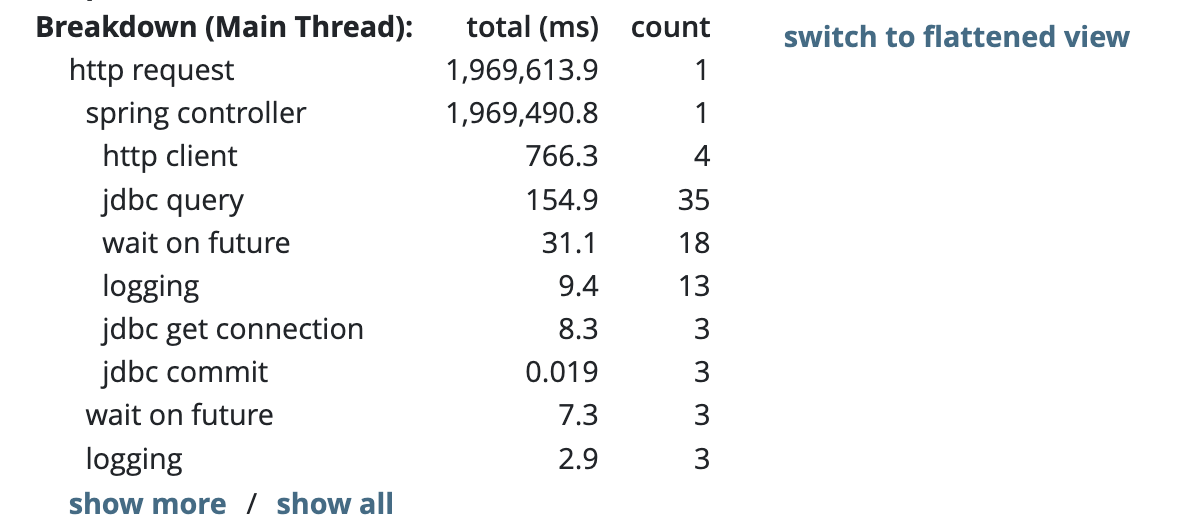 Breakdown (Main Thread): total (ms) count switch to flattened view
http request 1,969,613.9 1
spring controller 1,969,490.8 1
http client 766.3 4
jdbc query 154.9 35
wait on future 31.1 18
logging 9.4 13
jdbc get connection 8.3 3
jdbc commit 0.019 3
wait on future 7.3 3
logging 2.9 3
show more / show all